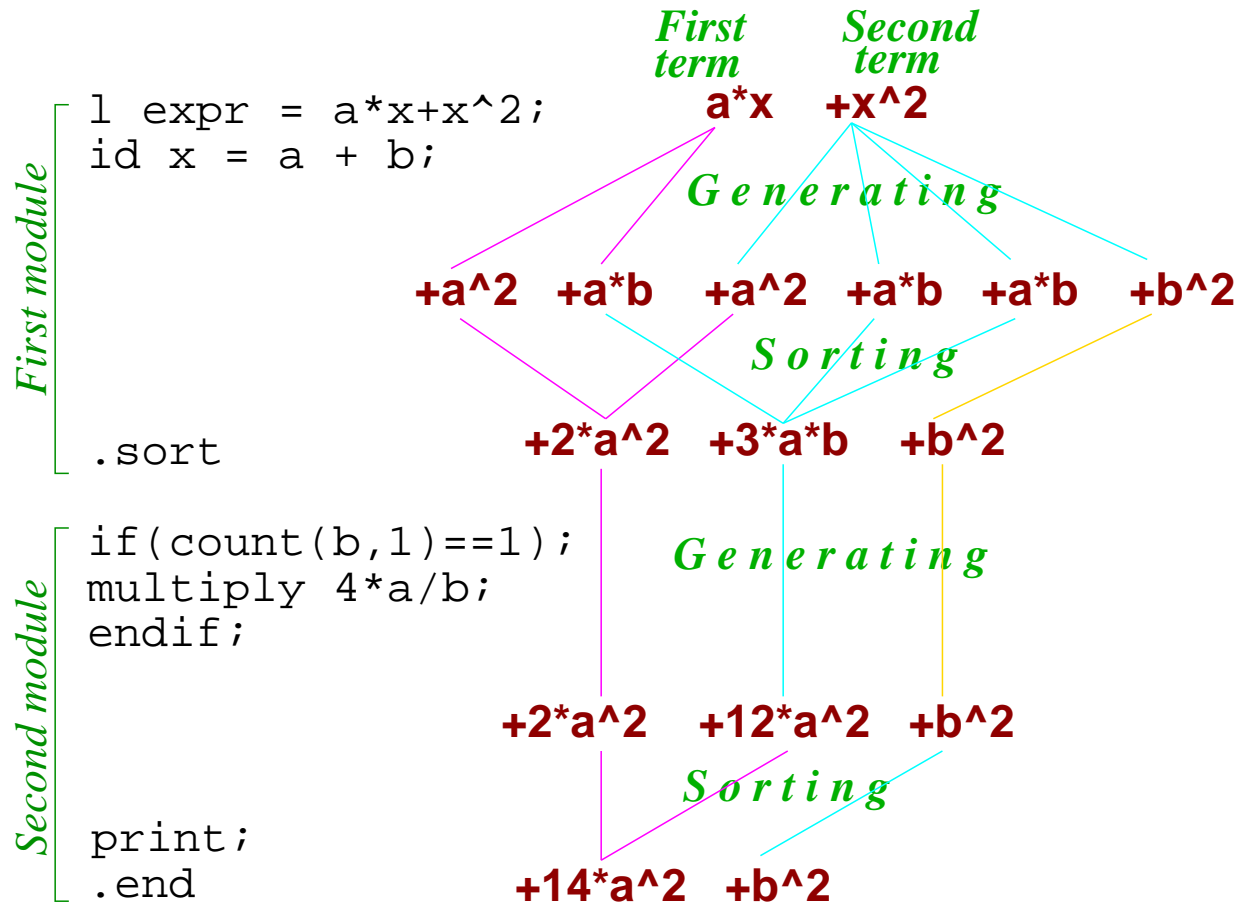 First Second
term term
l expr = a*x+x^2; a*x +x^2
id x = a + b;
Generating
First module
+a^2 +a*b +a^2 +a*b +a*b +b^2
Sorting
.sort +2*a^2 +3*a*b +b^2
if(count(b,1)==1);
Generating
multiply 4*a/b;
endif;
Second module
+2*a^2 +12*a^2 +b^2
Sorting
print;
.end +14*a^2 +b^2